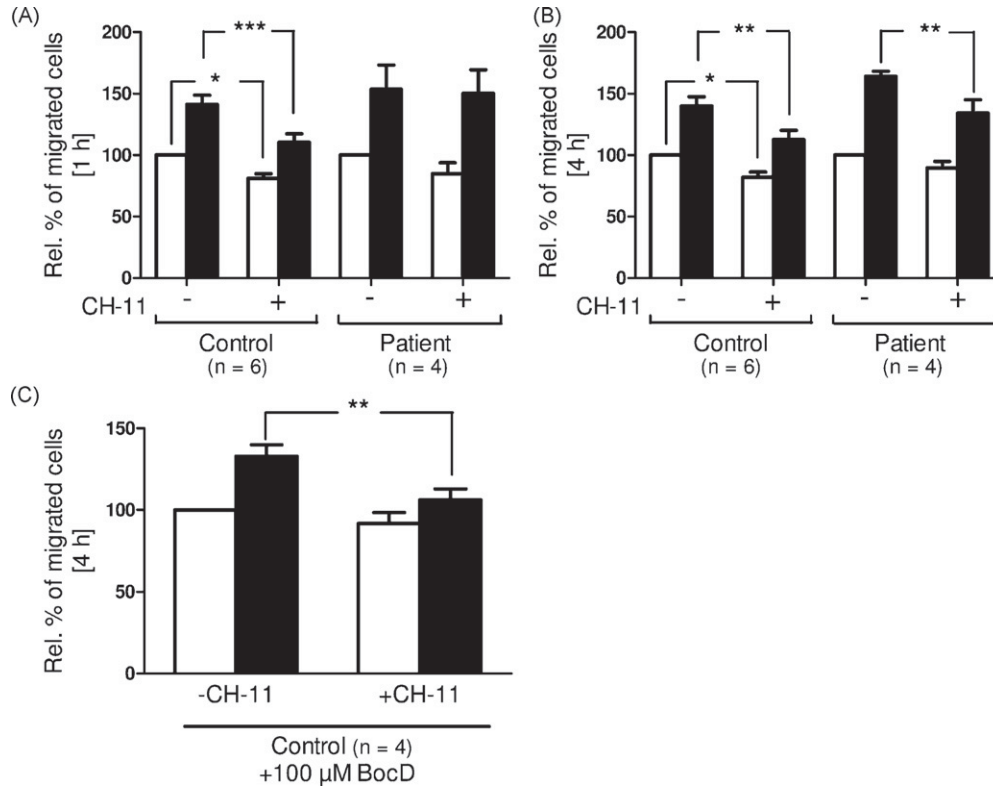 (A)
Rel. % of migrated cells
[1 h]
200
150
100
50
0
***
*
CH-11 - + - +
Control Patient
(n = 6) (n = 4)
(B)
Rel. % of migrated cells
[4 h]
200
150
100
50
0
**
**
*
CH-11 - + - +
Control Patient
(n = 6) (n = 4)
(C)
Rel. % of migrated cells
[4 h]
150
100
50
0
**
-CH-11 +CH-11
Control (n = 4)
+100 µM BocD